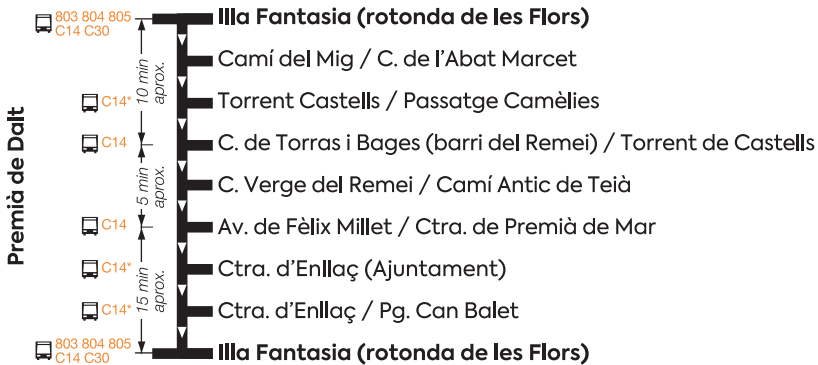 803 804 805
C14 C30
Illa Fantasia (rotonda de les Flors)
Camí del Mig / C. de l'Abat Marcet
10 min
aprox.
C14*
Torrent Castells / Passatge Camèlies
C14
C. de Torras i Bages (barri del Remei) / Torrent de Castells
Premià de Dalt
5 min
aprox.
C. Verge del Remei / Camí Antic de Teià
C14
Av. de Fèlix Millet / Ctra. de Premià de Mar
C14*
15 min
aprox.
Ctra. d'Enllaç (Ajuntament)
C14*
Ctra. d'Enllaç / Pg. Can Balet
803 804 805
C14 C30
Illa Fantasia (rotonda de les Flors)